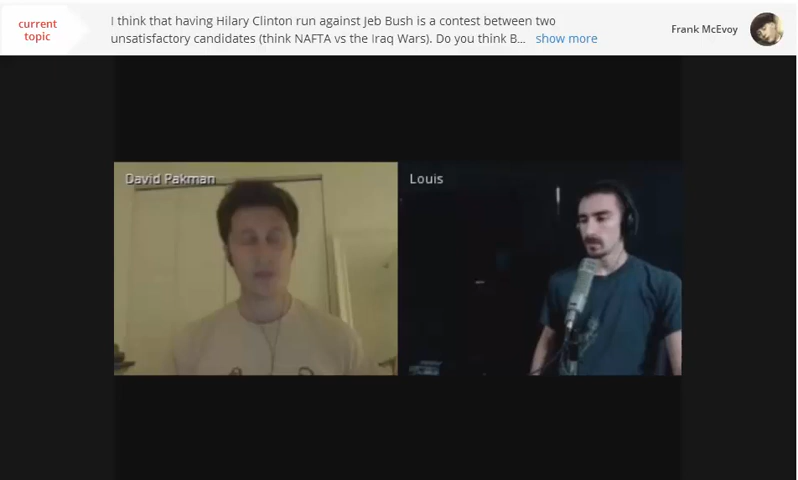 current
topic
I think that having Hilary Clinton run against Jeb Bush is a contest between two
unsatisfactory candidates (think NAFTA vs the Iraq Wars). Do you think B... show more
Frank McEvoy
David Pakman
Louis